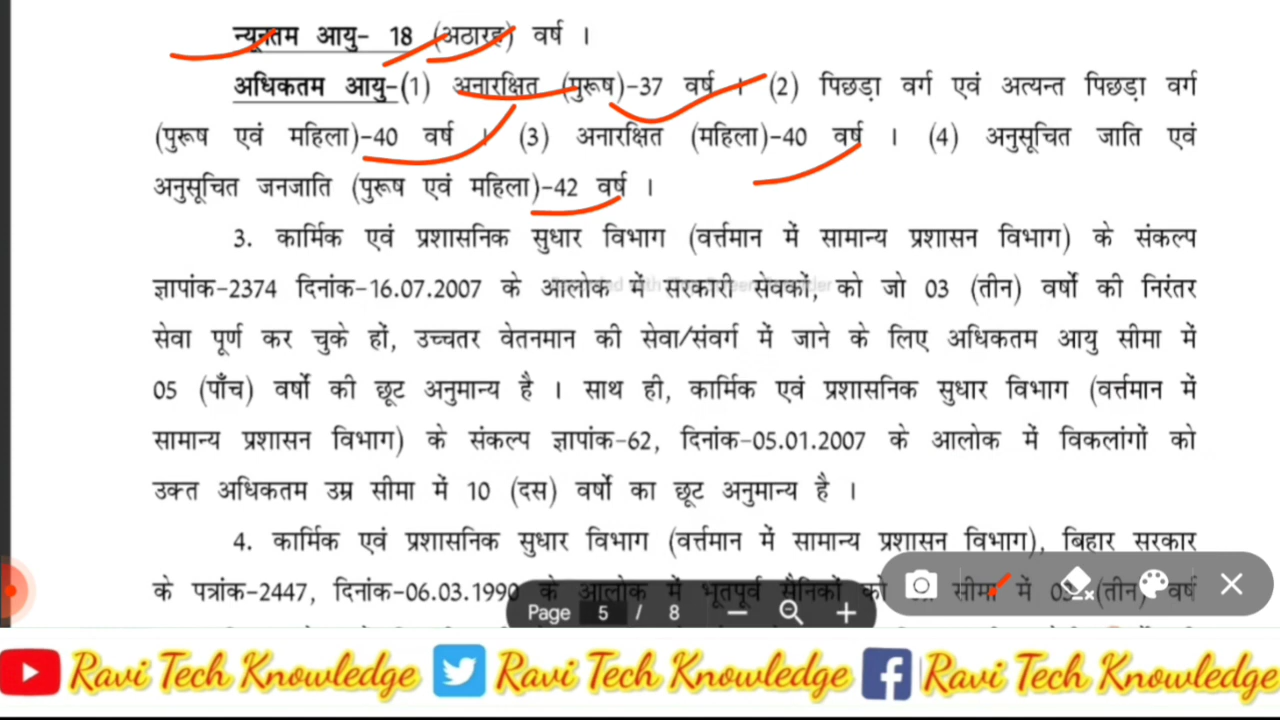 न्यूनतम आयु- 18 (अठारह) वर्ष ।
अधिकतम आयु-(1) अनारक्षित (पुरूष)-37 वर्ष । (2) पिछड़ा वर्ग एवं अत्यन्त पिछड़ा वर्ग
(पुरूष एवं महिला)-40 वर्ष । (3) अनारक्षित (महिला)-40 वर्ष । (4) अनुसूचित जाति एवं
अनुसूचित जनजाति (पुरूष एवं महिला)-42 वर्ष ।
3. कार्मिक एवं प्रशासनिक सुधार विभाग (वर्त्तमान में सामान्य प्रशासन विभाग) के संकल्प
ज्ञापांक-2374 दिनांक-16.07.2007 के आलोक में सरकारी सेवकों, को जो 03 (तीन) वर्षो की निरंतर
सेवा पूर्ण कर चुके हों, उच्चतर वेतनमान की सेवा/संवर्ग में जाने के लिए अधिकतम आयु सीमा में
05 (पाँच) वर्षो की छूट अनुमान्य है । साथ ही, कार्मिक एवं प्रशासनिक सुधार विभाग (वर्त्तमान में
सामान्य प्रशासन विभाग) के संकल्प ज्ञापांक-62, दिनांक-05.01.2007 के आलोक में विकलांगों को
उक्त अधिकतम उम्र सीमा में 10 (दस) वर्षो का छूट अनुमान्य है ।
4. कार्मिक एवं प्रशासनिक सुधार विभाग (वर्त्तमान में सामान्य प्रशासन विभाग), बिहार सरकार
के पत्रांक-2447, दिनांक-06.03.1990 के आलोक में भूतपूर्व सैनिकों को सीमा में (तीन) वर्ष
Page 5 / 8
Ravi Tech Knowledge Ravi Tech Knowledge Ravi Tech Knowledge